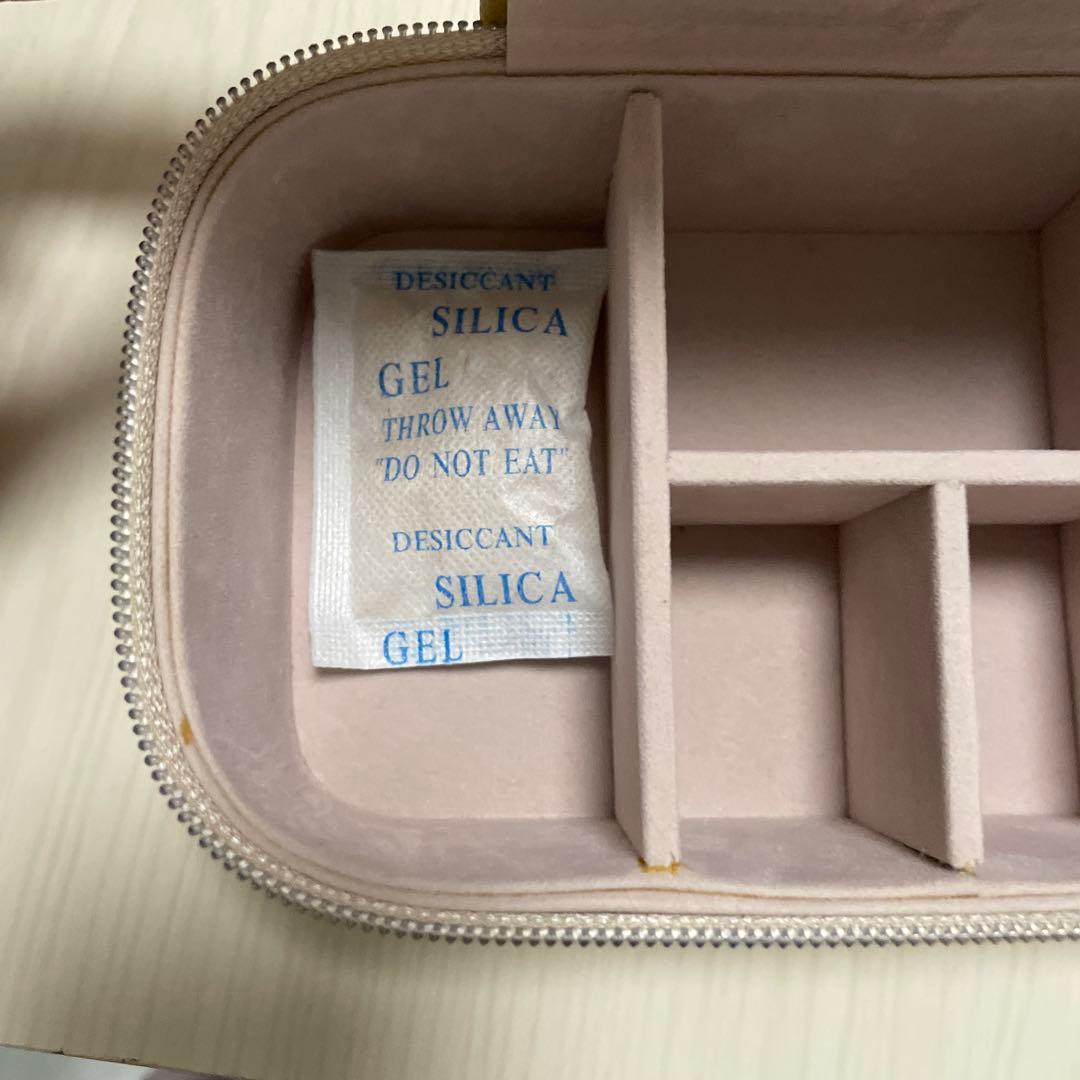 DESICCANT
SILICA
GEL
THROW AWAY
"DO NOT EAT"
DESICCANT
SILICA
GEL